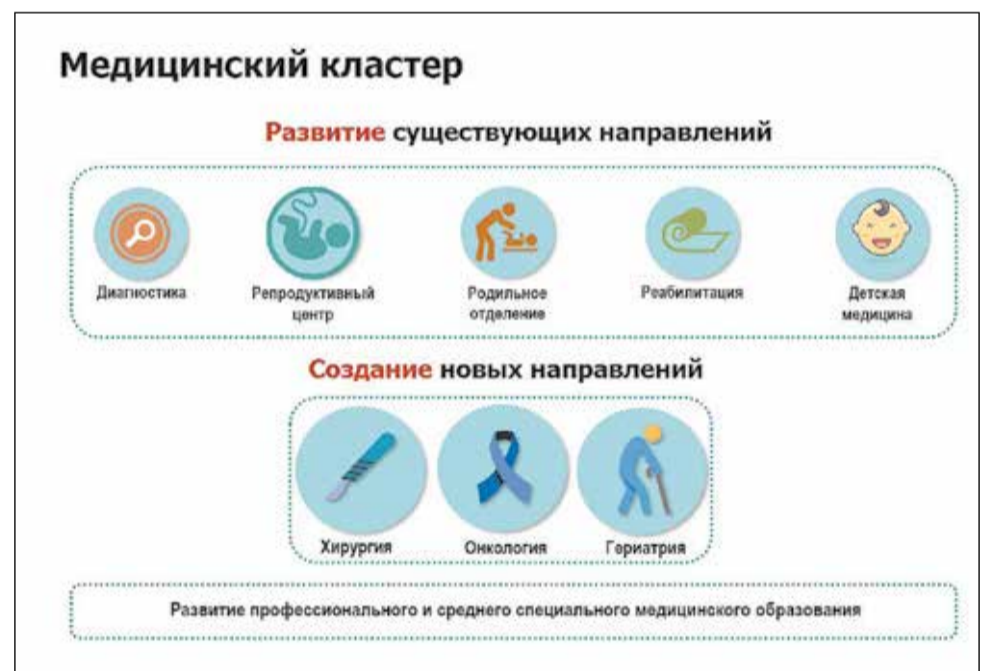 Медицинский кластер
Развитие существующих направлений
Диагностика
Репродуктивный
центр
Родильное
отделение
Реабилитация
Детская
медицина
Создание новых направлений
Хирургия
Онкология
Гериатрия
Развитие профессионального и среднего специального медицинского образования